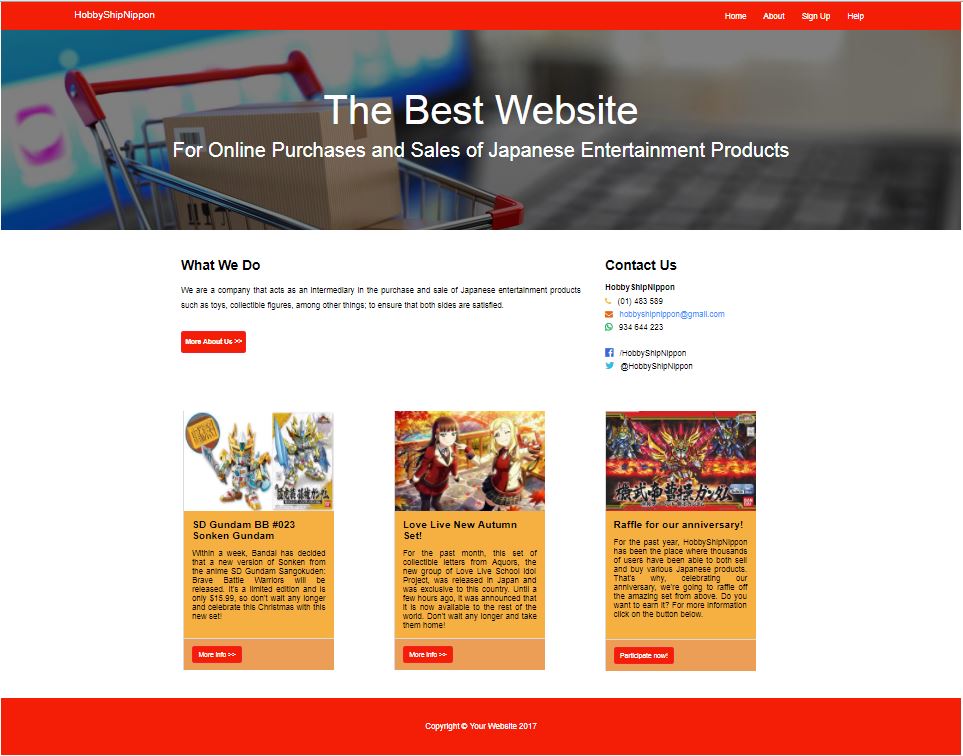 HobbyShipNippon
Home About Sign Up Help
The Best Website
For Online Purchases and Sales of Japanese Entertainment Products
What We Do
We are a company that acts as an intermediary in the purchase and sale of Japanese entertainment products
such as toys, collectible figures, among other things; to ensure that both sides are satisfied.
More About Us >>
Contact Us
HobbyShipNippon
(01) 483 589
hobbyshipnippon@gmail.com
934 644 223
/HobbyShipNippon
@HobbyShipNippon
SD Gundam BB #023
Sonken Gundam
Within a week, Bandai has decided
that a new version of Sonken from
the anime SD Gundam Sangokuden:
Brave Battle Warriors will be
released. It's a limited edition and is
only $15.99, so don't wait any longer
and celebrate this Christmas with this
new set!
More Info >>
Love Live New Autumn
Set!
For the past month, this set of
collectible letters from Aquors, the
new group of Love Live School Idol
Project, was released in Japan and
was exclusive to this country. Until a
few hours ago, it was announced that
it is now available to the rest of the
world. Don't wait any longer and take
them home!
More Info >>
Raffle for our anniversary!
For the past year, HobbyShipNippon
has been the place where thousands
of users have been able to both sell
and buy various Japanese products.
That's why, celebrating our
anniversary, we're going to raffle off
the amazing set from above. Do you
want to earn it? For more information
click on the button below.
Participate now!
Copyright © Your Website 2017